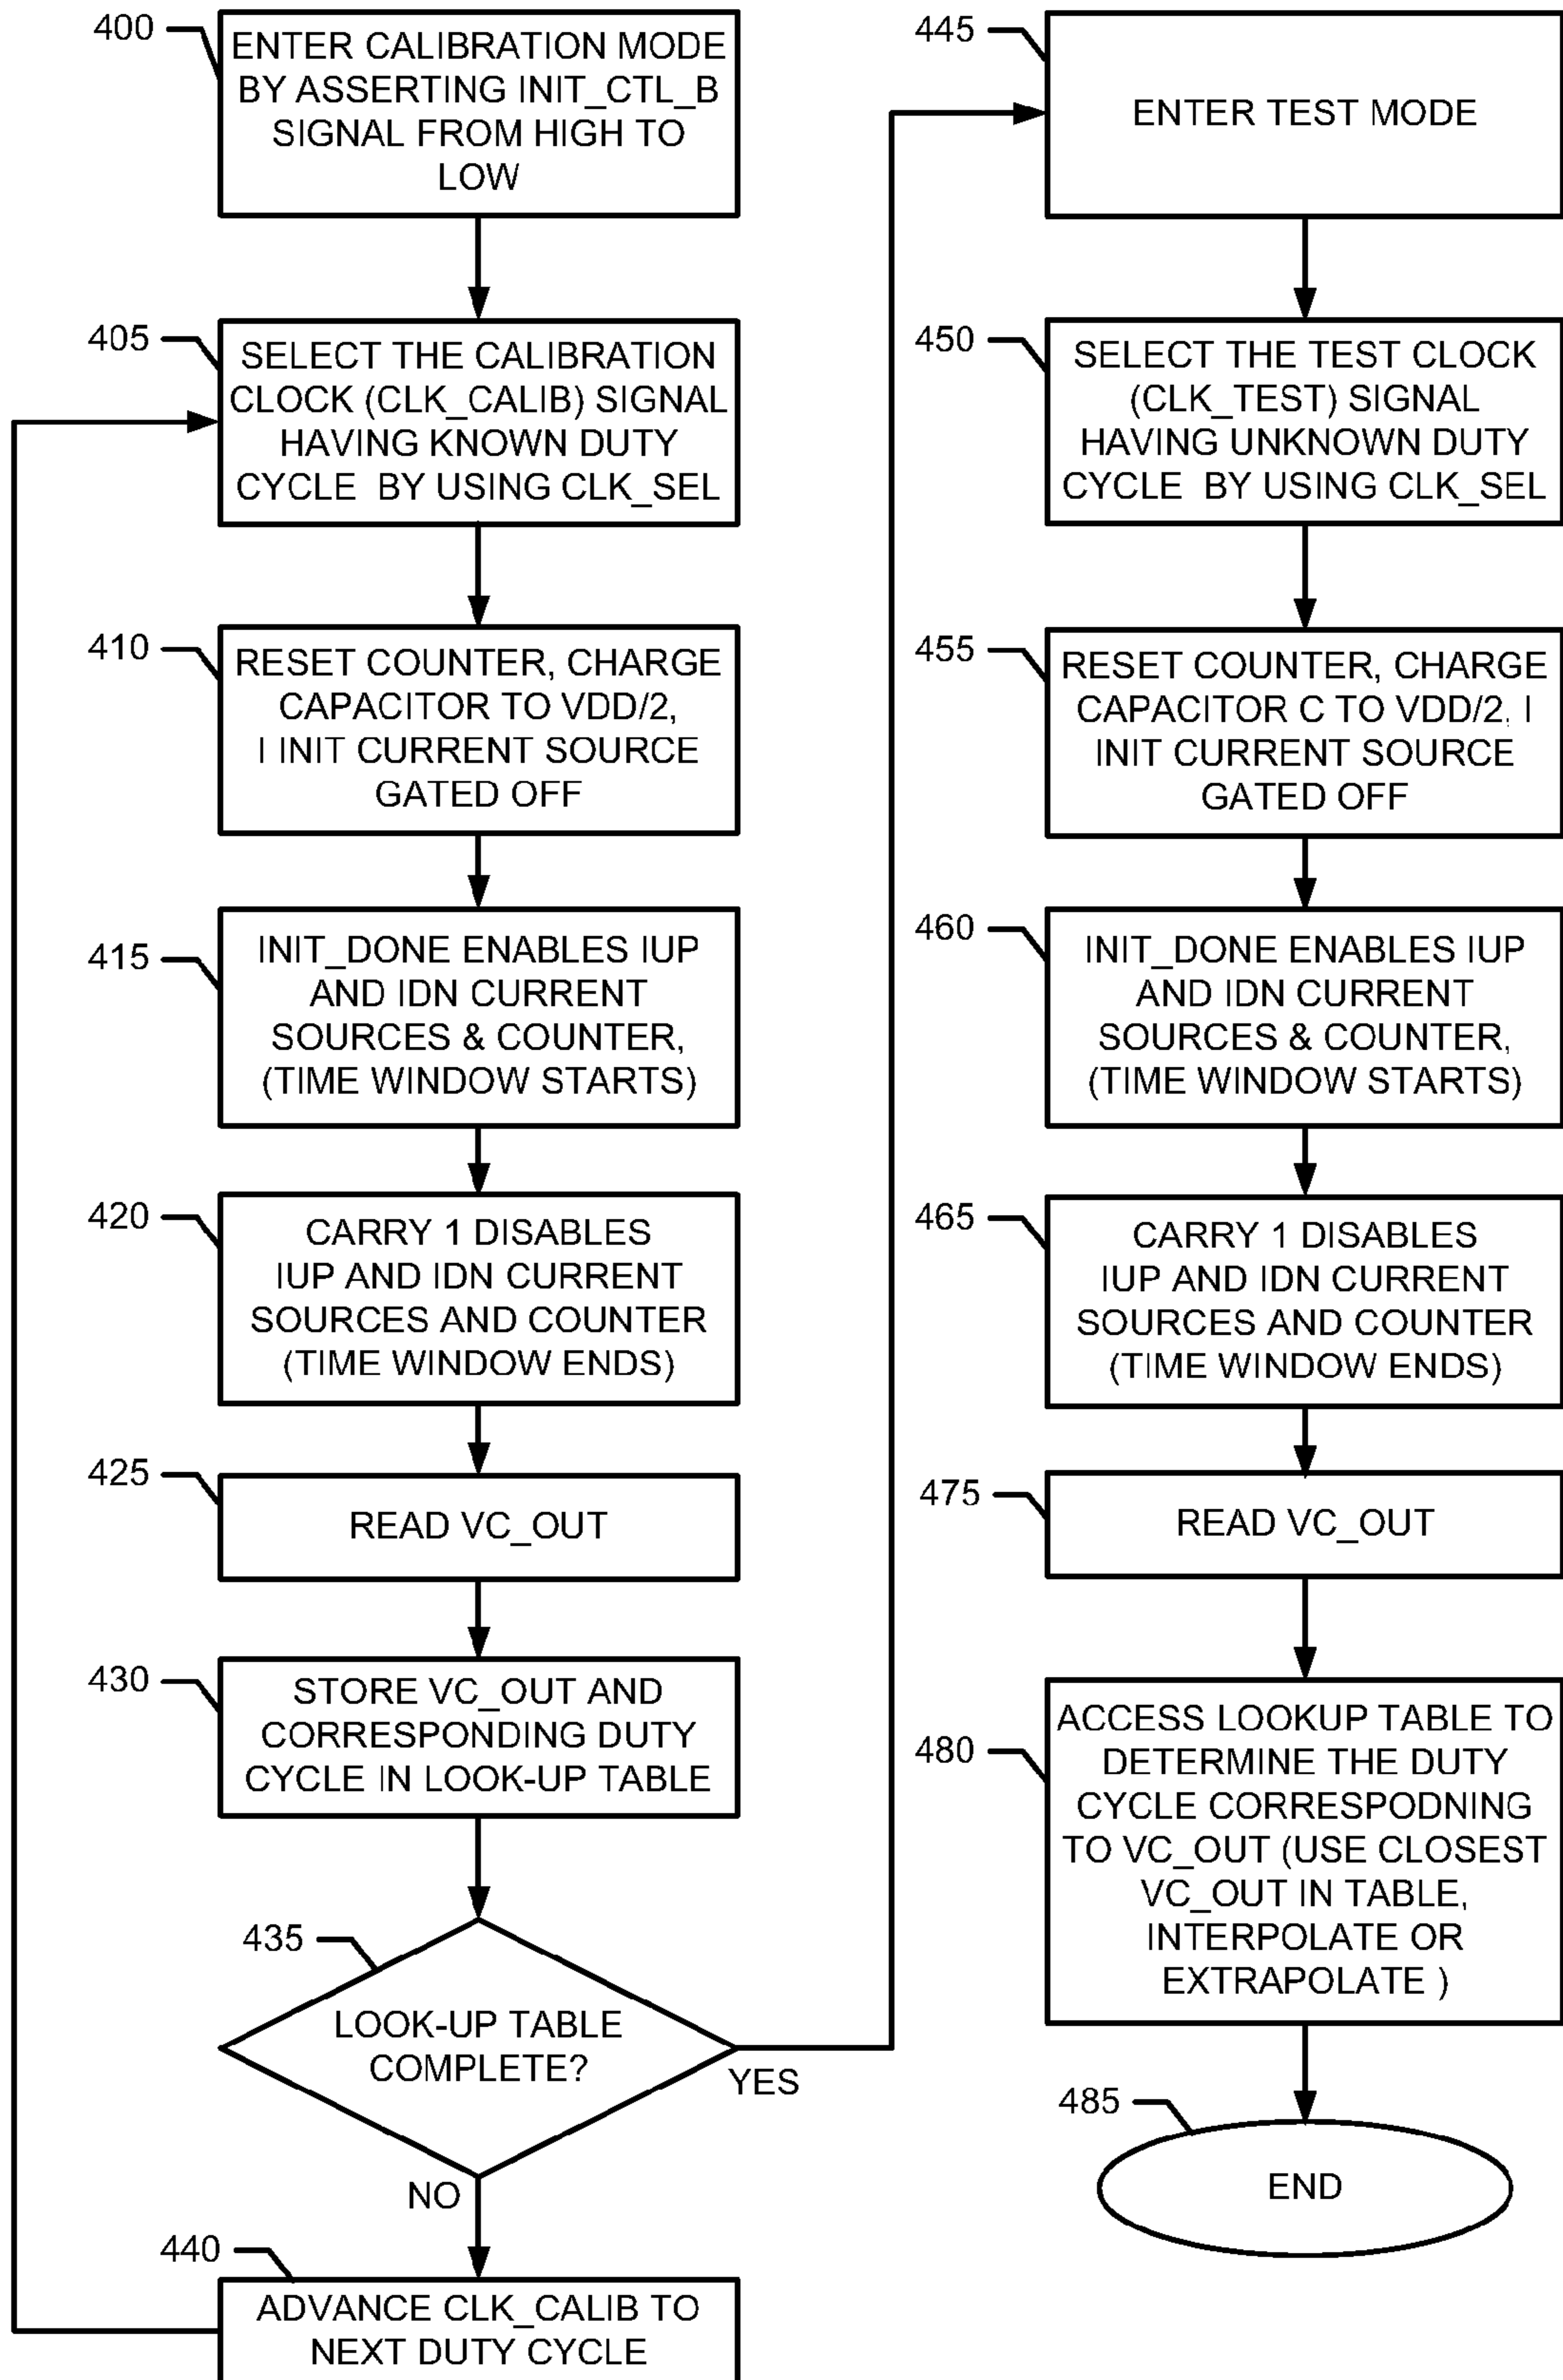 400
ENTER CALIBRATION MODE
BY ASSERTING INIT_CTL_B
SIGNAL FROM HIGH TO
LOW
405
SELECT THE CALIBRATION
CLOCK (CLK_CALIB) SIGNAL
HAVING KNOWN DUTY
CYCLE BY USING CLK_SEL
410
RESET COUNTER, CHARGE
CAPACITOR TO VDD/2,
I INIT CURRENT SOURCE
GATED OFF
415
INIT_DONE ENABLES IUP
AND IDN CURRENT
SOURCES & COUNTER,
(TIME WINDOW STARTS)
420
CARRY 1 DISABLES
IUP AND IDN CURRENT
SOURCES AND COUNTER
(TIME WINDOW ENDS)
425
READ VC_OUT
430
STORE VC_OUT AND
CORRESPONDING DUTY
CYCLE IN LOOK-UP TABLE
435
LOOK-UP TABLE
COMPLETE?
YES
NO
440
ADVANCE CLK_CALIB TO
NEXT DUTY CYCLE
445
ENTER TEST MODE
450
SELECT THE TEST CLOCK
(CLK_TEST) SIGNAL
HAVING UNKNOWN DUTY
CYCLE BY USING CLK_SEL
455
RESET COUNTER, CHARGE
CAPACITOR C TO VDD/2, I
INIT CURRENT SOURCE
GATED OFF
460
INIT_DONE ENABLES IUP
AND IDN CURRENT
SOURCES & COUNTER,
(TIME WINDOW STARTS)
465
CARRY 1 DISABLES
IUP AND IDN CURRENT
SOURCES AND COUNTER
(TIME WINDOW ENDS)
475
READ VC_OUT
480
ACCESS LOOKUP TABLE TO
DETERMINE THE DUTY
CYCLE CORRESPODNING
TO VC_OUT (USE CLOSEST
VC_OUT IN TABLE,
INTERPOLATE OR
EXTRAPOLATE )
485
END